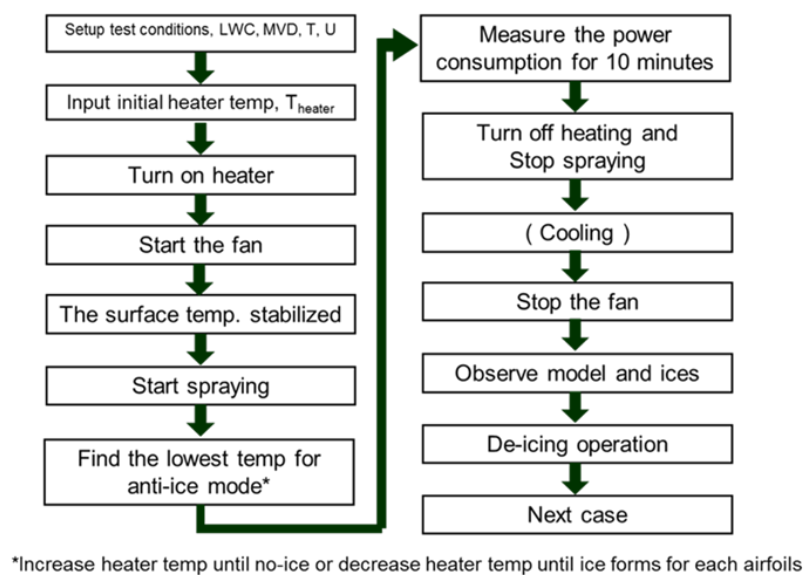 Setup test conditions, LWC, MVD, T, U
Input initial heater temp, Theater
Turn on heater
Start the fan
The surface temp. stabilized
Start spraying
Find the lowest temp for
anti-ice mode*
Measure the power
consumption for 10 minutes
Turn off heating and
Stop spraying
( Cooling )
Stop the fan
Observe model and ices
De-icing operation
Next case
*Increase heater temp until no-ice or decrease heater temp until ice forms for each airfoils